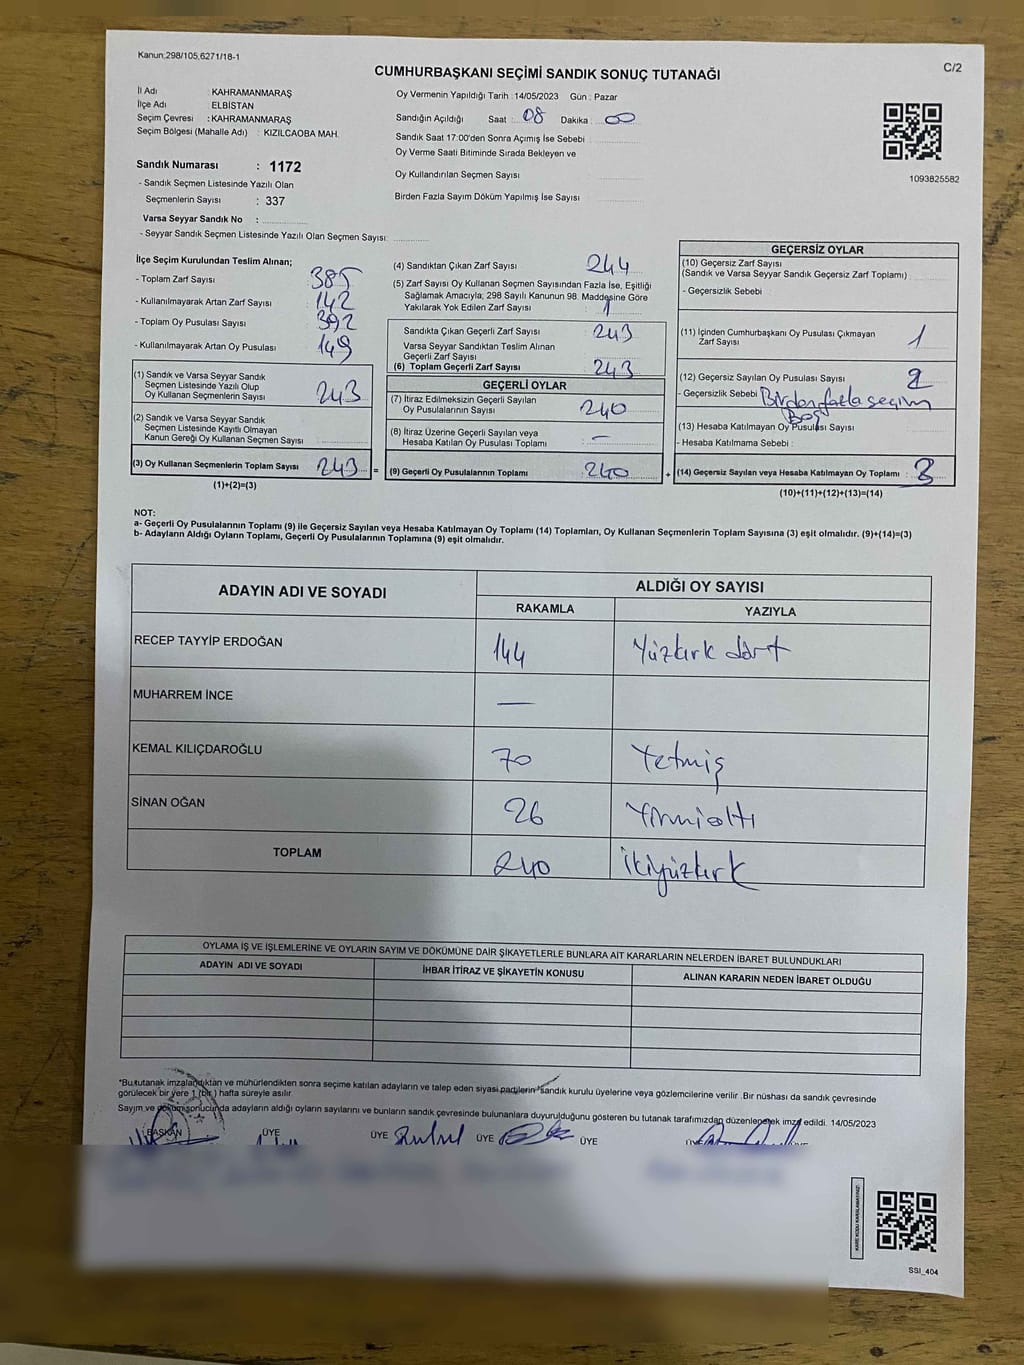 Kanun:298/105,6271/18-1
C/2
CUMHURBAŞKANI SEÇİMİ SANDIK SONUÇ TUTANAĞI
İl Adı : KAHRAMANMARAŞ
İlçe Adı : ELBİSTAN
Seçim Çevresi : KAHRAMANMARAŞ
Seçim Bölgesi (Mahalle Adı) : KIZILCAOBA MAH.
Sandık Numarası : 1172
- Sandık Seçmen Listesinde Yazılı Olan
Seçmenlerin Sayısı : 337
Varsa Seyyar Sandık No :
- Seyyar Sandık Seçmen Listesinde Yazılı Olan Seçmen Sayısı:
Oy Vermenin Yapıldığı Tarih : 14/05/2023 Gün : Pazar
Sandığın Açıldığı Saat : 08 Dakika : 00
Sandık Saat 17:00'den Sonra Açımış İse Sebebi
Oy Verme Saati Bitiminde Sırada Bekleyen ve
Oy Kullandırılan Seçmen Sayısı
Birden Fazla Sayım Döküm Yapılmış İse Sayısı
1093825582
İlçe Seçim Kurulundan Teslim Alınan;
- Toplam Zarf Sayısı 385
- Kullanılmayarak Artan Zarf Sayısı 142
- Toplam Oy Pusulası Sayısı 392
- Kullanılmayarak Artan Oy Pusulası 149
(1) Sandık ve Varsa Seyyar Sandık
Seçmen Listesinde Yazılı Olup
Oy Kullanan Seçmenlerin Sayısı 243
(2) Sandık ve Varsa Seyyar Sandık
Seçmen Listesinde Kayıtlı Olmayan
Kanun Gereği Oy Kullanan Seçmen Sayısı
(3) Oy Kullanan Seçmenlerin Toplam Sayısı 243 =
(1)+(2)=(3)
(4) Sandıktan Çıkan Zarf Sayısı 244
(5) Zarf Sayısı Oy Kullanan Seçmen Sayısından Fazla İse, Eşitliği
Sağlamak Amacıyla; 298 Sayılı Kanunun 98. Maddesine Göre
Yakılarak Yok Edilen Zarf Sayısı : 1
Sandıkta Çıkan Geçerli Zarf Sayısı 243
Varsa Seyyar Sandıktan Teslim Alınan
Geçerli Zarf Sayısı
(6) Toplam Geçerli Zarf Sayısı 243
GEÇERLİ OYLAR
(7) İtiraz Edilmeksizin Geçerli Sayılan
Oy Pusulalarının Sayısı 240
(8) İtiraz Üzerine Geçerli Sayılan veya
Hesaba Katılan Oy Pusulası Toplamı —
(9) Geçerli Oy Pusulalarının Toplamı 240 +
GEÇERSİZ OYLAR
(10) Geçersiz Zarf Sayısı
(Sandık ve Varsa Seyyar Sandık Geçersiz Zarf Toplamı)
- Geçersizlik Sebebi
(11) İçinden Cumhurbaşkanı Oy Pusulası Çıkmayan
Zarf Sayısı 1
(12) Geçersiz Sayılan Oy Pusulası Sayısı 2
- Geçersizlik Sebebi Birden fazla seçim
Boş
(13) Hesaba Katılmayan Oy Pusulası Sayısı
- Hesaba Katılmama Sebebi :
(14) Geçersiz Sayılan veya Hesaba Katılmayan Oy Toplamı : 3
(10)+(11)+(12)+(13)=(14)
NOT:
a- Geçerli Oy Pusulalarının Toplamı (9) ile Geçersiz Sayılan veya Hesaba Katılmayan Oy Toplamı (14) Toplamları, Oy Kullanan Seçmenlerin Toplam Sayısına (3) eşit olmalıdır. (9)+(14)=(3)
b- Adayların Aldığı Oyların Toplamı, Geçerli Oy Pusulalarının Toplamına (9) eşit olmalıdır.
ADAYIN ADI VE SOYADI
ALDIĞI OY SAYISI
RAKAMLA YAZIYLA
RECEP TAYYİP ERDOĞAN 144 Yüzkırk dört
MUHARREM İNCE —
KEMAL KILIÇDAROĞLU 70 Yetmiş
SİNAN OĞAN 26 Yirmialtı
TOPLAM 240 İkiyüzkırk
OYLAMA İŞ VE İŞLEMLERİNE VE OYLARIN SAYIM VE DÖKÜMÜNE DAİR ŞİKAYETLERLE BUNLARA AİT KARARLARIN NELERDEN İBARET BULUNDUKLARI
ADAYIN ADI VE SOYADI İHBAR İTİRAZ VE ŞİKAYETİN KONUSU ALINAN KARARIN NEDEN İBARET OLDUĞU
*Bu tutanak imzalandıktan ve mühürlendikten sonra seçime katılan adayların ve talep eden siyasi partilerin sandık kurulu üyelerine veya gözlemcilerine verilir. Bir nüshası da sandık çevresinde
görülecek bir yere 1 (bir) hafta süreyle asılır.
Sayım ve döküm sonucunda adayların aldığı oyların sayılarını ve bunların sandık çevresinde bulunanlara duyurulduğunu gösteren bu tutanak tarafımızdan düzenlenerek imza edildi. 14/05/2023
BAŞKAN ÜYE ÜYE ÜYE ÜYE
SSI_404